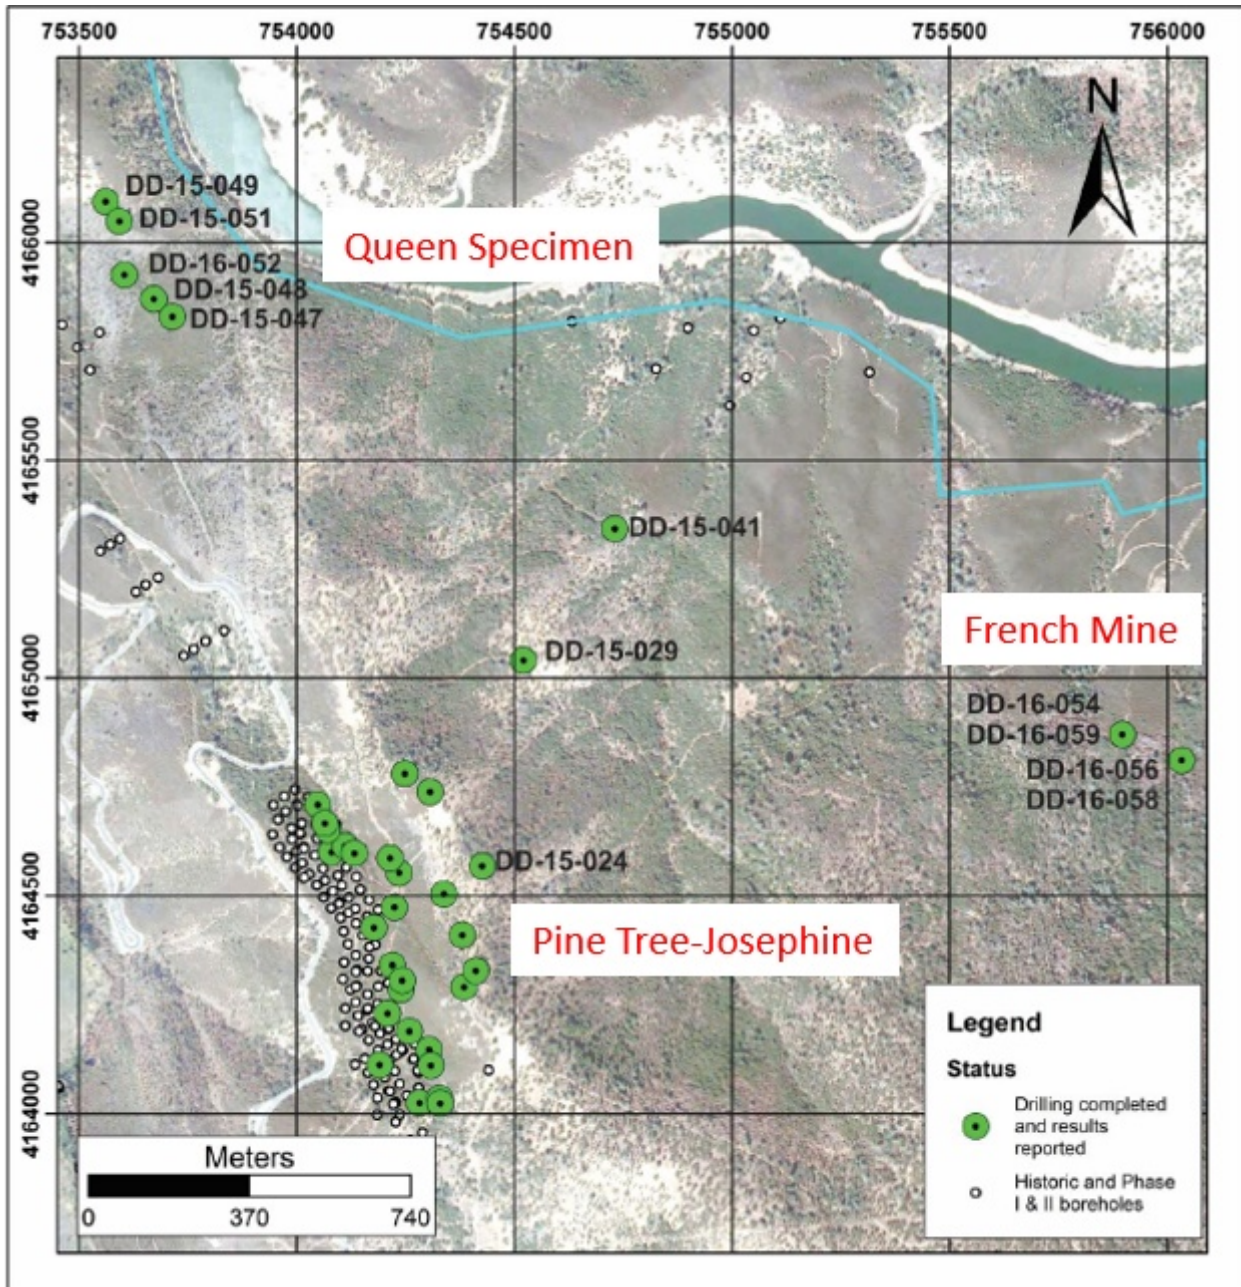 753500 754000 754500 755000 755500 756000
N
DD-15-049
DD-15-051
Queen Specimen
4166000
DD-16-052
DD-15-048
DD-15-047
4165500
DD-15-041
French Mine
DD-15-029
4165000
DD-16-054
DD-16-059
DD-16-056
DD-16-058
DD-15-024
4164500
Pine Tree-Josephine
4164000
Legend
Status
Drilling completed
and results
reported
Historic and Phase
I & II boreholes
Meters
0 370 740